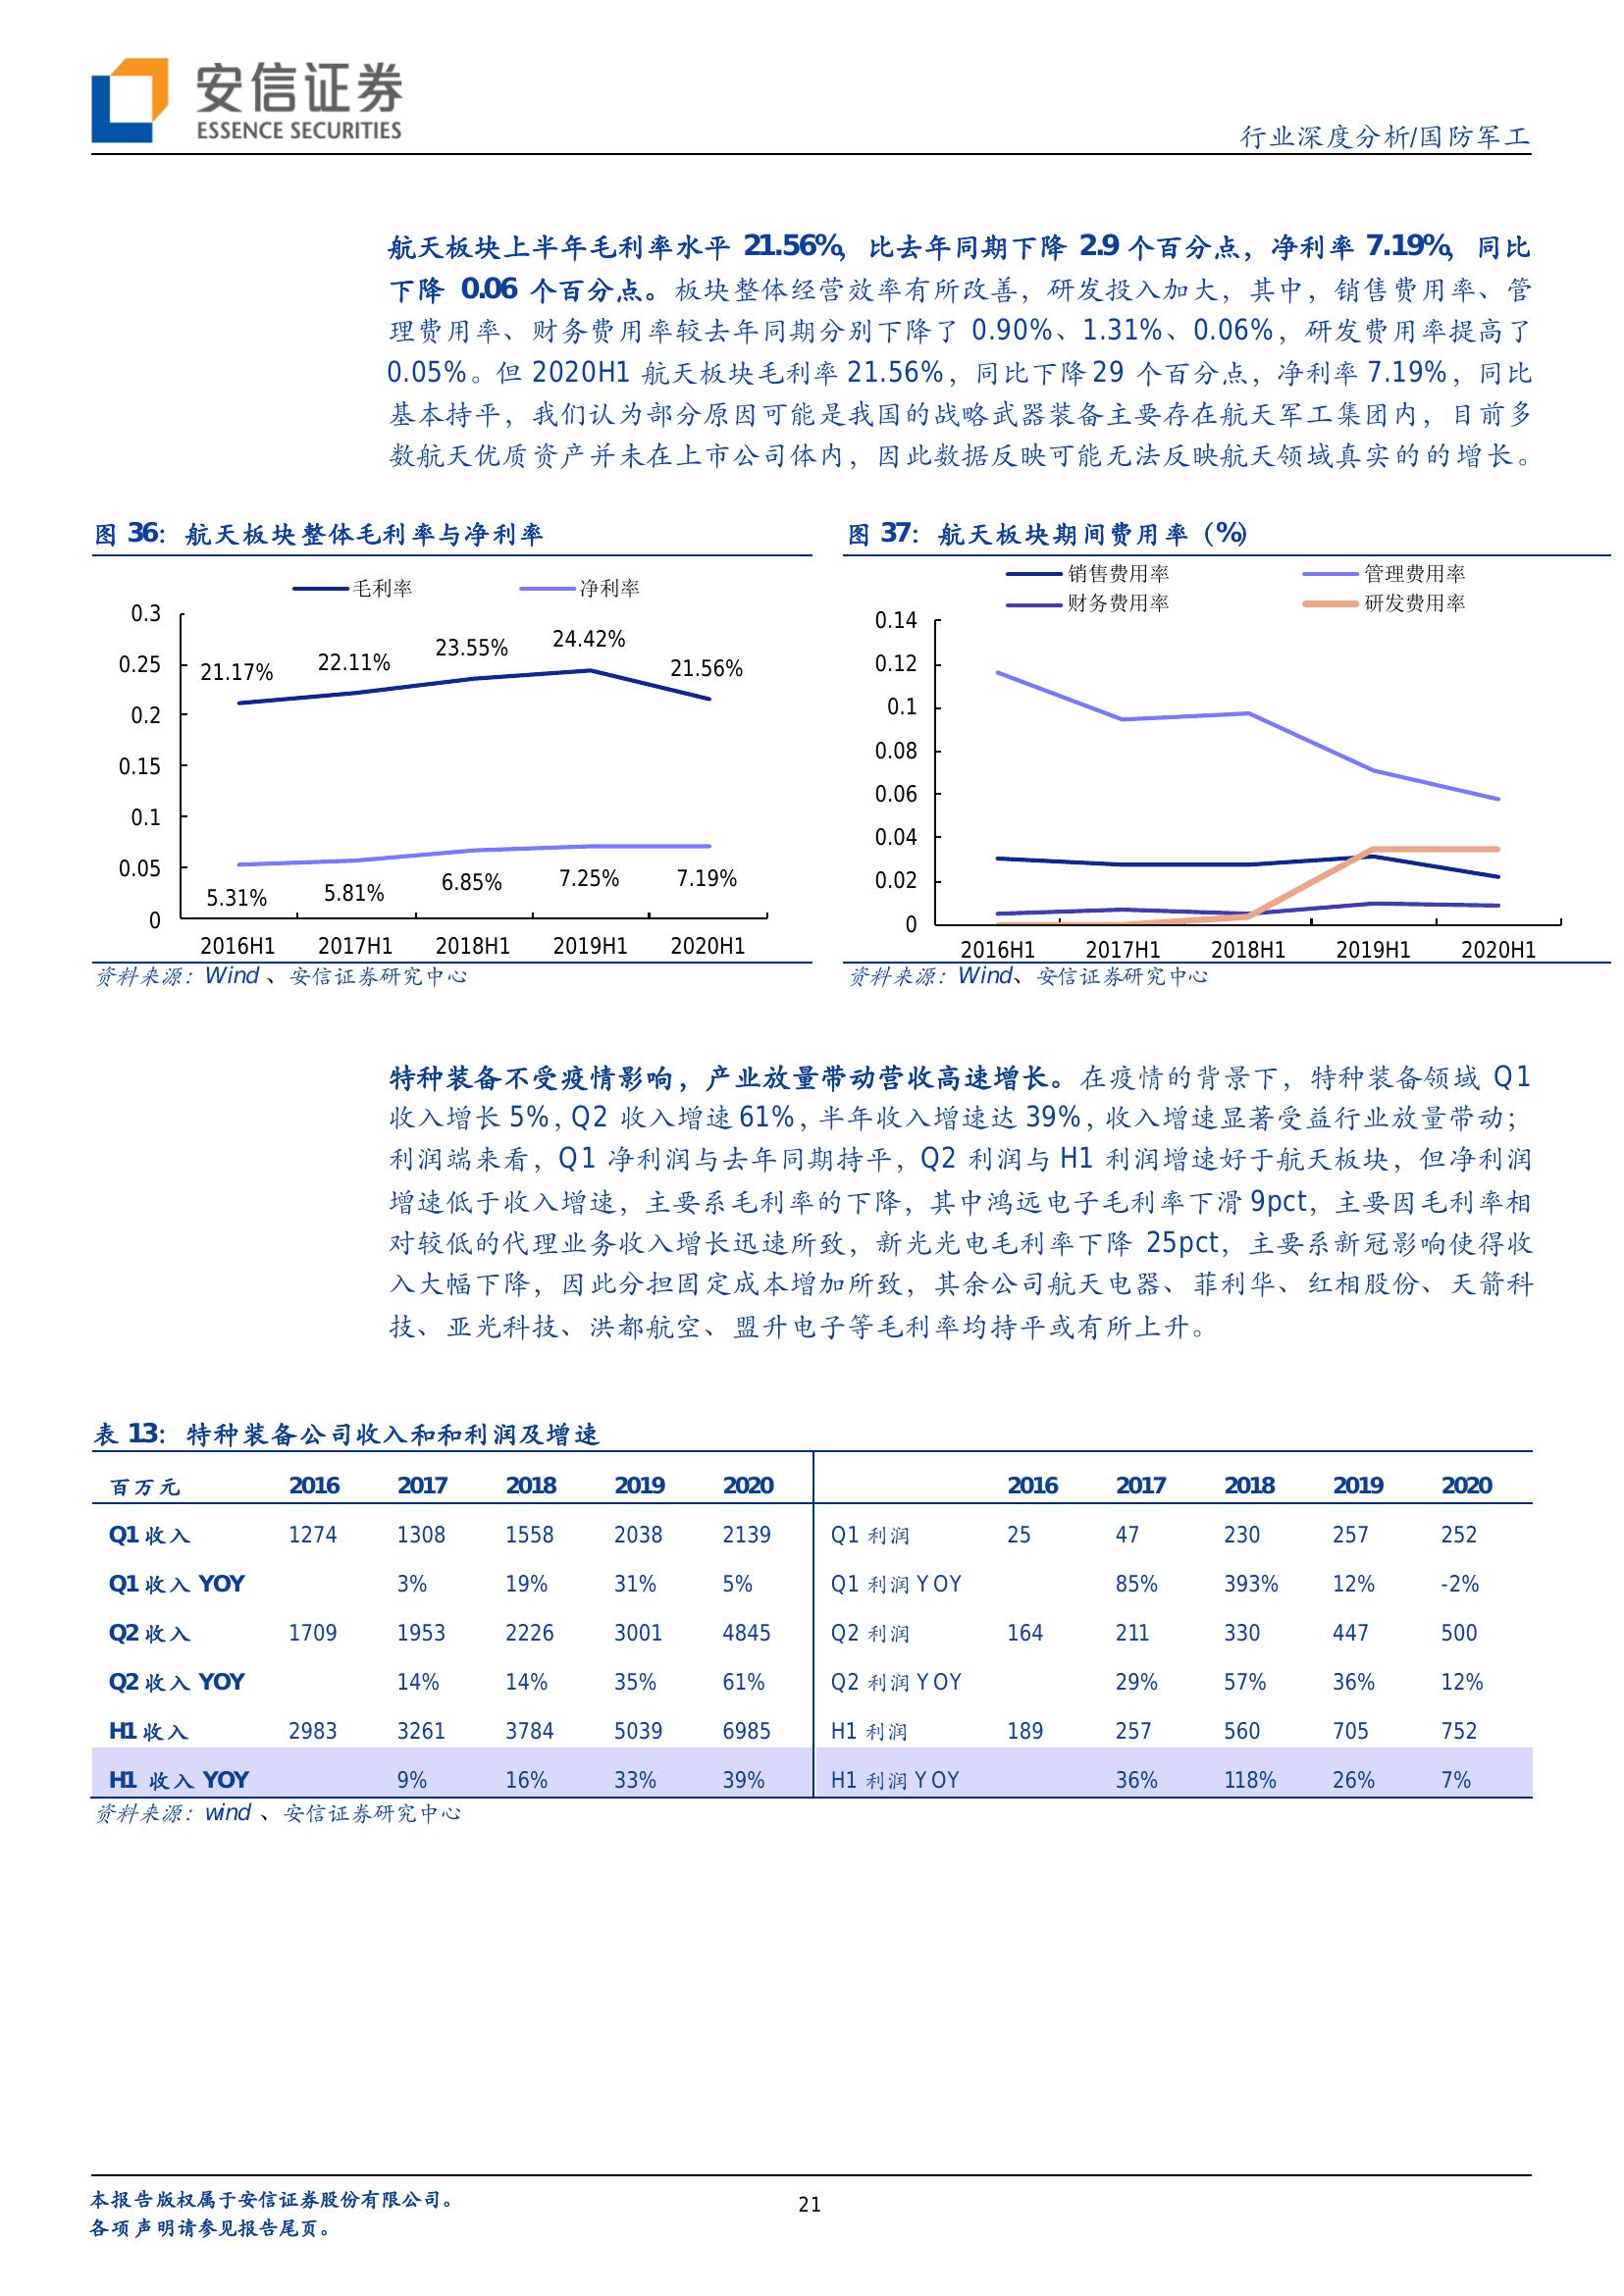 安信证券
ESSENCE SECURITIES
行业深度分析/国防军工
航天板块上半年毛利率水平 21.56%，比去年同期下降 2.9 个百分点，净利率 7.19%，同比
下降 0.06 个百分点。板块整体经营效率有所改善，研发投入加大，其中，销售费用率、管
理费用率、财务费用率较去年同期分别下降了 0.90%、1.31%、0.06%，研发费用率提高了
0.05%。但 2020H1 航天板块毛利率 21.56%，同比下降 29 个百分点，净利率 7.19%，同比
基本持平，我们认为部分原因可能是我国的战略武器装备主要存在航天军工集团内，目前多
数航天优质资产并未在上市公司体内，因此数据反映可能无法反映航天领域真实的的增长。
图 36：航天板块整体毛利率与净利率
毛利率 净利率
0.3
0.25
0.2
0.15
0.1
0.05
0
21.17% 22.11% 23.55% 24.42% 21.56%
5.31% 5.81% 6.85% 7.25% 7.19%
2016H1 2017H1 2018H1 2019H1 2020H1
资料来源：Wind 、安信证券研究中心
图 37：航天板块期间费用率（%）
销售费用率 管理费用率
财务费用率 研发费用率
0.14
0.12
0.1
0.08
0.06
0.04
0.02
0
2016H1 2017H1 2018H1 2019H1 2020H1
资料来源：Wind、安信证券研究中心
特种装备不受疫情影响，产业放量带动营收高速增长。在疫情的背景下，特种装备领域 Q1
收入增长 5%，Q2 收入增速 61%，半年收入增速达 39%，收入增速显著受益行业放量带动；
利润端来看，Q1 净利润与去年同期持平，Q2 利润与 H1 利润增速好于航天板块，但净利润
增速低于收入增速，主要系毛利率的下降，其中鸿远电子毛利率下滑 9pct，主要因毛利率相
对较低的代理业务收入增长迅速所致，新光光电毛利率下降 25pct，主要系新冠影响使得收
入大幅下降，因此分担固定成本增加所致，其余公司航天电器、菲利华、红相股份、天箭科
技、亚光科技、洪都航空、盟升电子等毛利率均持平或有所上升。
表 13：特种装备公司收入和和利润及增速
百万元 2016 2017 2018 2019 2020 2016 2017 2018 2019 2020
Q1 收入 1274 1308 1558 2038 2139 Q1 利润 25 47 230 257 252
Q1 收入 YOY 3% 19% 31% 5% Q1 利润 YOY 85% 393% 12% -2%
Q2 收入 1709 1953 2226 3001 4845 Q2 利润 164 211 330 447 500
Q2 收入 YOY 14% 14% 35% 61% Q2 利润 YOY 29% 57% 36% 12%
H1 收入 2983 3261 3784 5039 6985 H1 利润 189 257 560 705 752
H1 收入 YOY 9% 16% 33% 39% H1 利润 YOY 36% 118% 26% 7%
资料来源：wind 、安信证券研究中心
本报告版权属于安信证券股份有限公司。
21
各项声明请参见报告尾页。